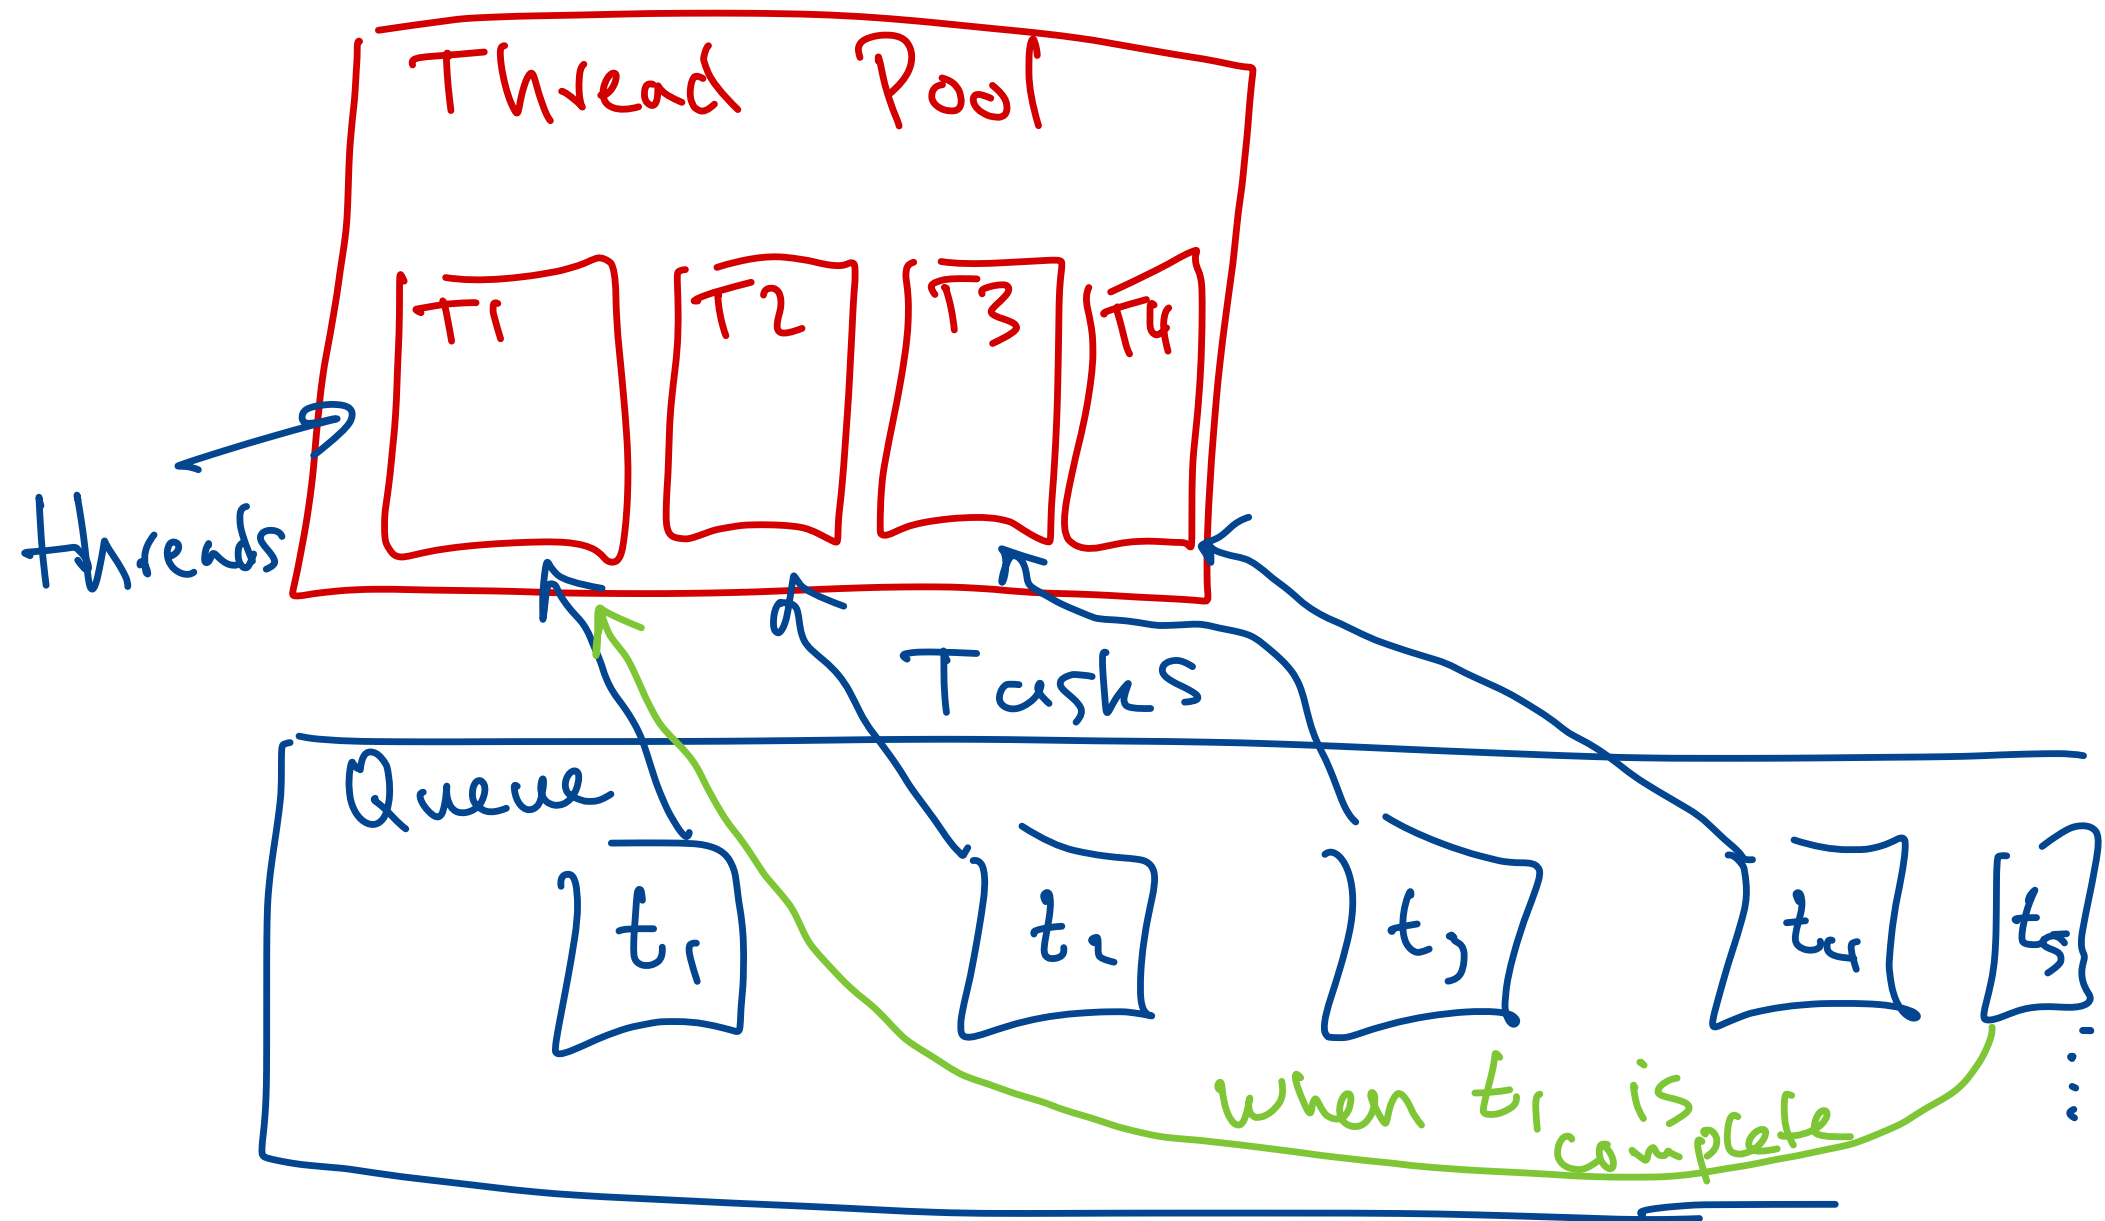 Thread Pool
T1 T2 T3 T4
Threads
Tasks
Queue
t1 t2 t3 t4 t5
when t1 is
complete